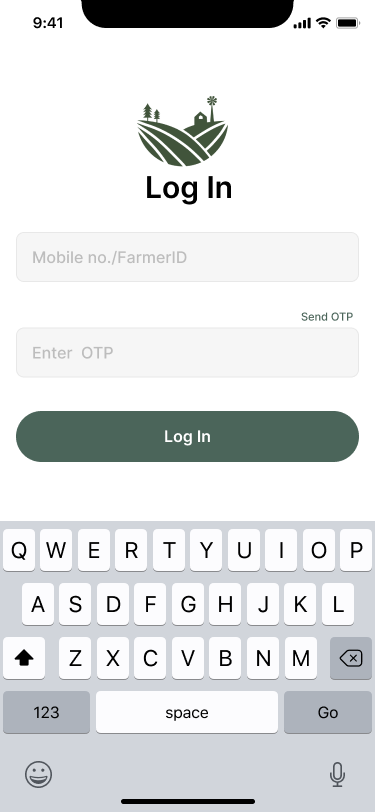 9:41
Log In
Mobile no./FarmerID
Send OTP
Enter OTP
Log In
Q W E R T Y U I O P
A S D F G H J K L
Z X C V B N M
123 space Go